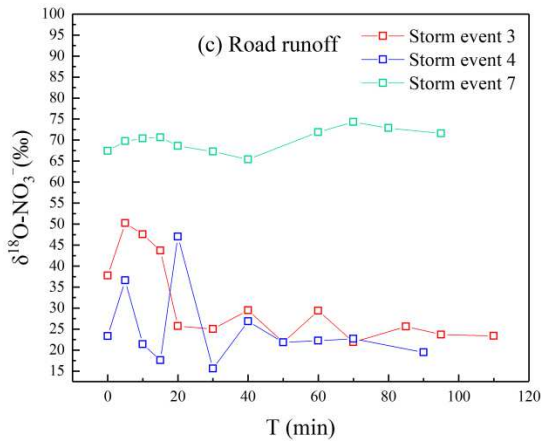 (c) Road runoff
Storm event 3
Storm event 4
Storm event 7
δ¹⁸O-NO₃⁻(‰)
100
95
90
85
80
75
70
65
60
55
50
45
40
35
30
25
20
15
0 20 40 60 80 100 120
T (min)